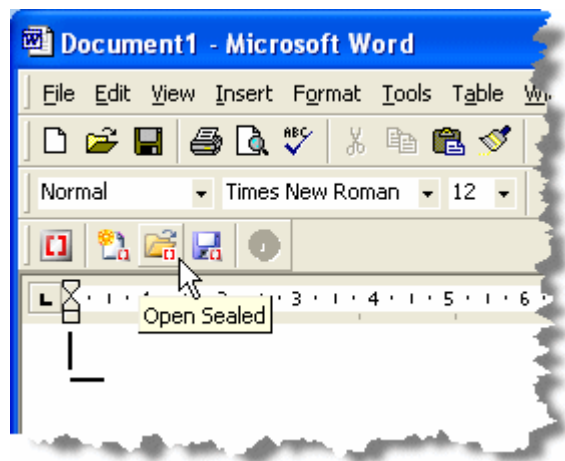 Document1 - Microsoft Word
File Edit View Insert Format Tools Table
ABC
Normal Times New Roman 12
3 4 5 6
Open Sealed